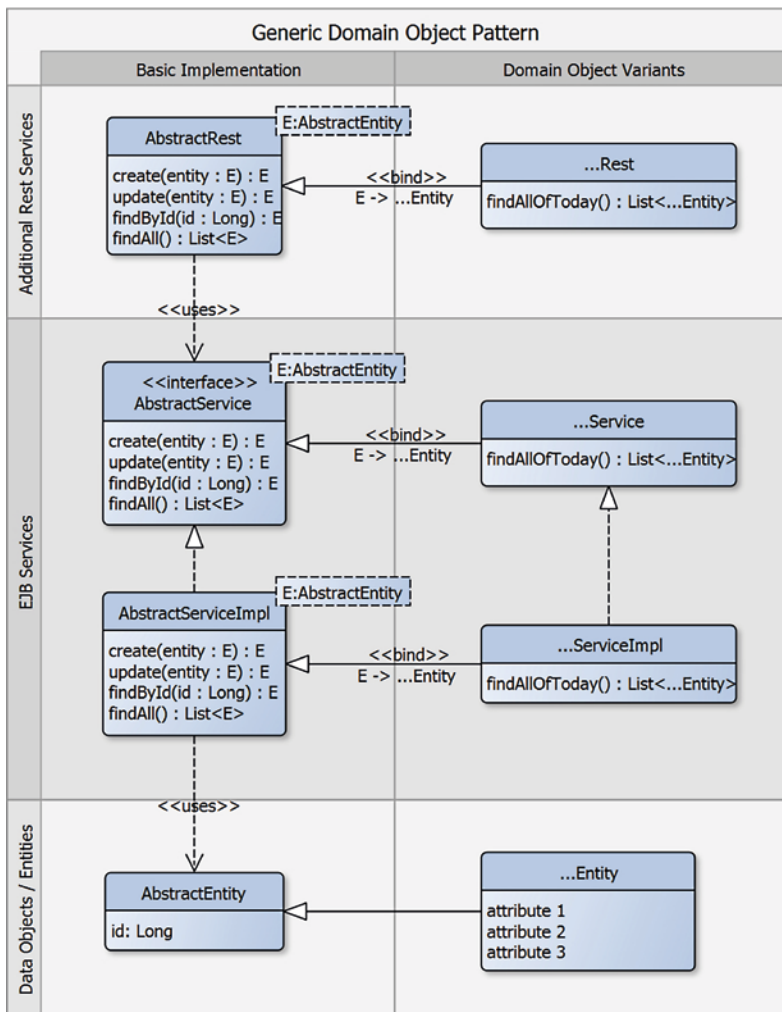 Generic Domain Object Pattern
Basic Implementation
Domain Object Variants
Additional Rest Services
E:AbstractEntity
AbstractRest
create(entity : E) : E
update(entity : E) : E
findById(id : Long) : E
findAll() : List<E>
<<bind>>
E -> ...Entity
...Rest
findAllOfToday() : List<...Entity>
<<uses>>
EJB Services
E:AbstractEntity
<<interface>>
AbstractService
create(entity : E) : E
update(entity : E) : E
findById(id : Long) : E
findAll() : List<E>
<<bind>>
E -> ...Entity
...Service
findAllOfToday() : List<...Entity>
E:AbstractEntity
AbstractServiceImpl
create(entity : E) : E
update(entity : E) : E
findById(id : Long) : E
findAll() : List<E>
<<bind>>
E -> ...Entity
...ServiceImpl
findAllOfToday() : List<...Entity>
<<uses>>
Data Objects / Entities
AbstractEntity
id: Long
...Entity
attribute 1
attribute 2
attribute 3